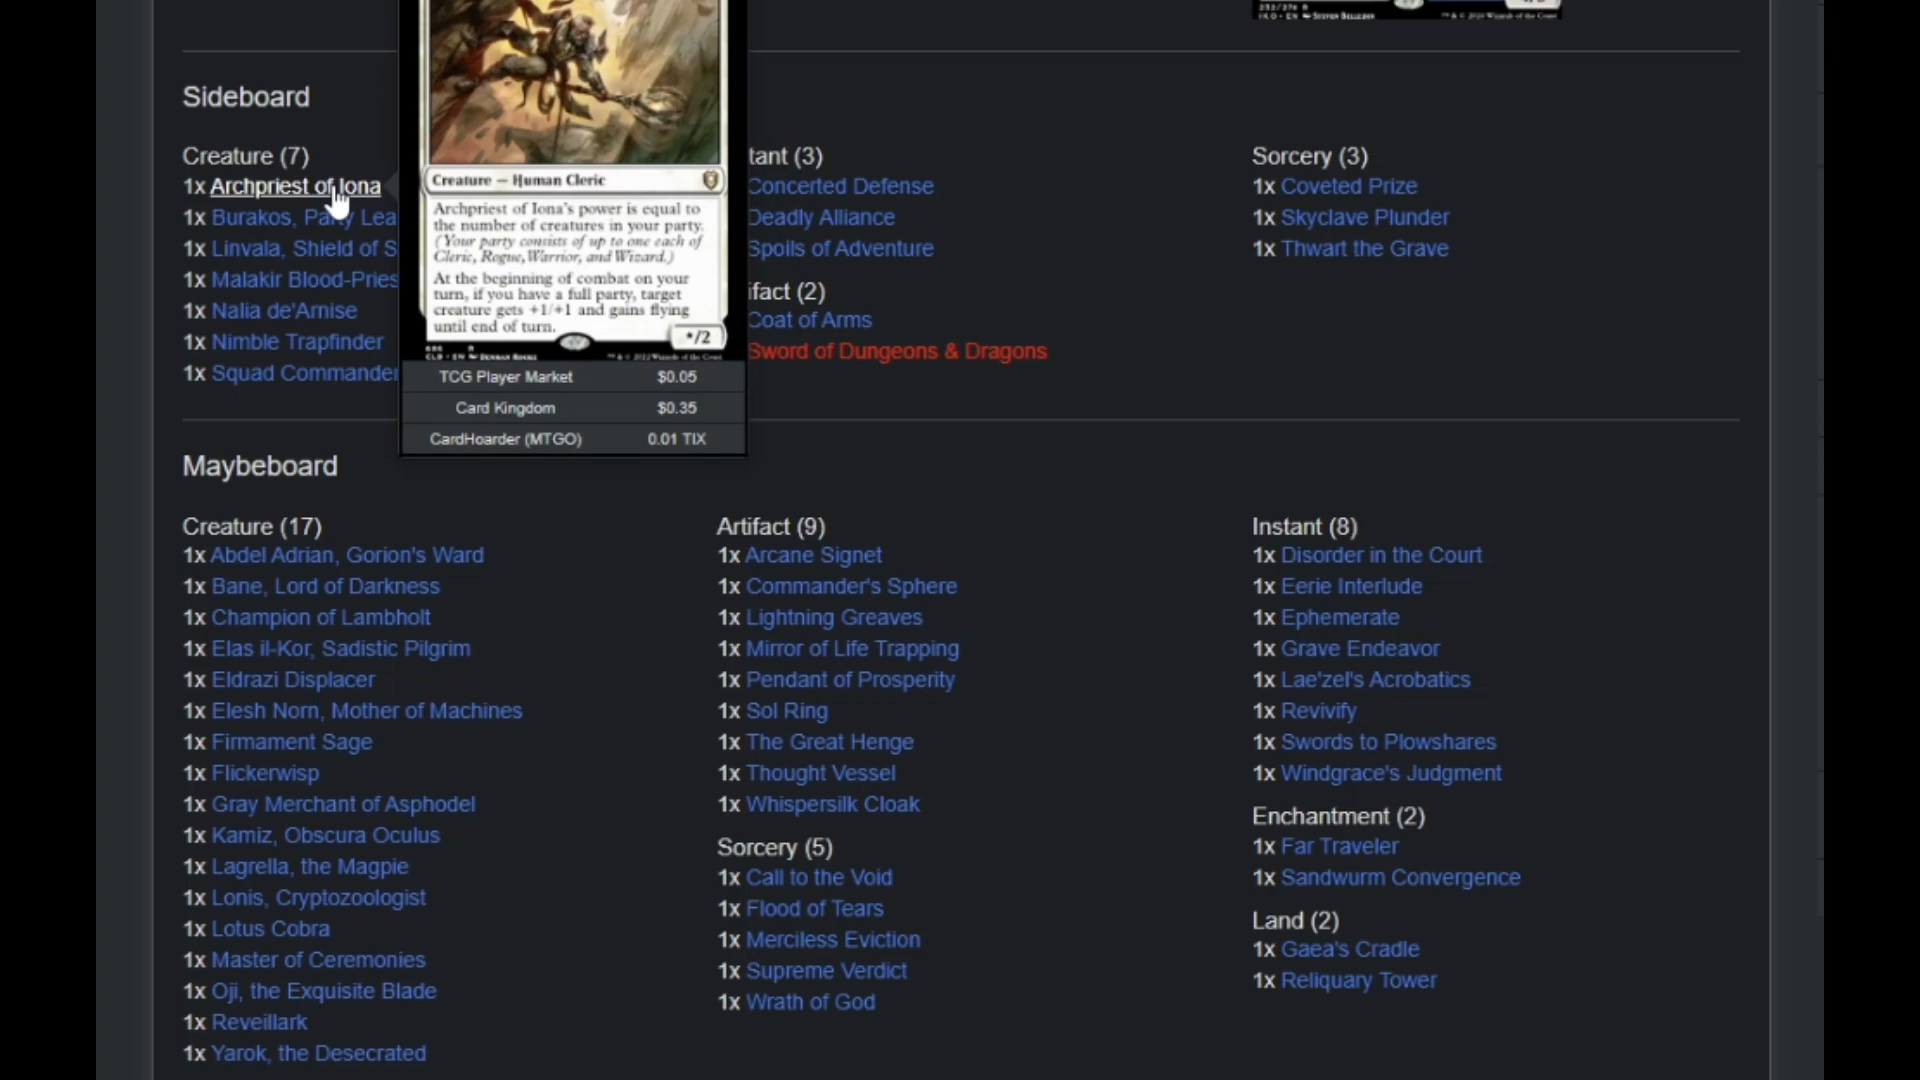 Sideboard
Creature (7)
1x Archpriest of Iona
1x Burakos, Party Lea
1x Linvala, Shield of S
1x Malakir Blood-Pries
1x Nalia de'Arnise
1x Nimble Trapfinder
1x Squad Commander
Creature — Human Cleric
Archpriest of Iona's power is equal to
the number of creatures in your party.
(Your party consists of up to one each of
Cleric, Rogue, Warrior, and Wizard.)
At the beginning of combat on your
turn, if you have a full party, target
creature gets +1/+1 and gains flying
until end of turn.
*/2
TCG Player Market $0.05
Card Kingdom $0.35
CardHoarder (MTGO) 0.01 TIX
tant (3)
Concerted Defense
Deadly Alliance
Spoils of Adventure
ifact (2)
Coat of Arms
Sword of Dungeons & Dragons
Sorcery (3)
1x Coveted Prize
1x Skyclave Plunder
1x Thwart the Grave
Maybeboard
Creature (17)
1x Abdel Adrian, Gorion's Ward
1x Bane, Lord of Darkness
1x Champion of Lambholt
1x Elas il-Kor, Sadistic Pilgrim
1x Eldrazi Displacer
1x Elesh Norn, Mother of Machines
1x Firmament Sage
1x Flickerwisp
1x Gray Merchant of Asphodel
1x Kamiz, Obscura Oculus
1x Lagrella, the Magpie
1x Lonis, Cryptozoologist
1x Lotus Cobra
1x Master of Ceremonies
1x Oji, the Exquisite Blade
1x Reveillark
1x Yarok, the Desecrated
Artifact (9)
1x Arcane Signet
1x Commander's Sphere
1x Lightning Greaves
1x Mirror of Life Trapping
1x Pendant of Prosperity
1x Sol Ring
1x The Great Henge
1x Thought Vessel
1x Whispersilk Cloak
Sorcery (5)
1x Call to the Void
1x Flood of Tears
1x Merciless Eviction
1x Supreme Verdict
1x Wrath of God
Instant (8)
1x Disorder in the Court
1x Eerie Interlude
1x Ephemerate
1x Grave Endeavor
1x Lae'zel's Acrobatics
1x Revivify
1x Swords to Plowshares
1x Windgrace's Judgment
Enchantment (2)
1x Far Traveler
1x Sandwurm Convergence
Land (2)
1x Gaea's Cradle
1x Reliquary Tower